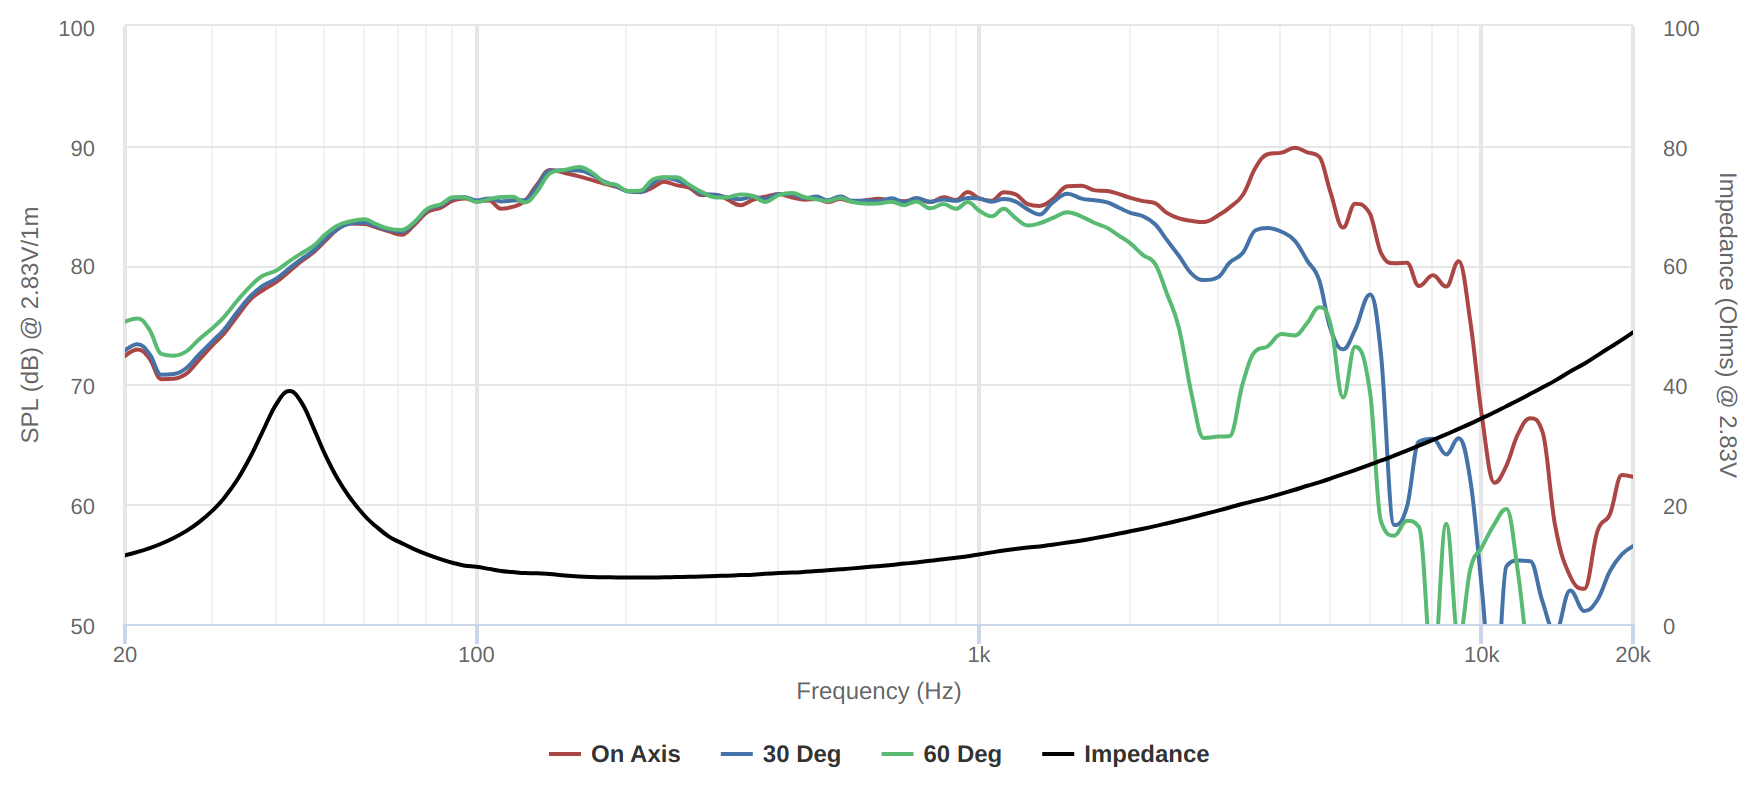 100
90
80
70
60
50
SPL (dB) @ 2.83V/1m
100
80
60
40
20
0
Impedance (Ohms) @ 2.83V
20
100
1k
10k
20k
Frequency (Hz)
On Axis
30 Deg
60 Deg
Impedance